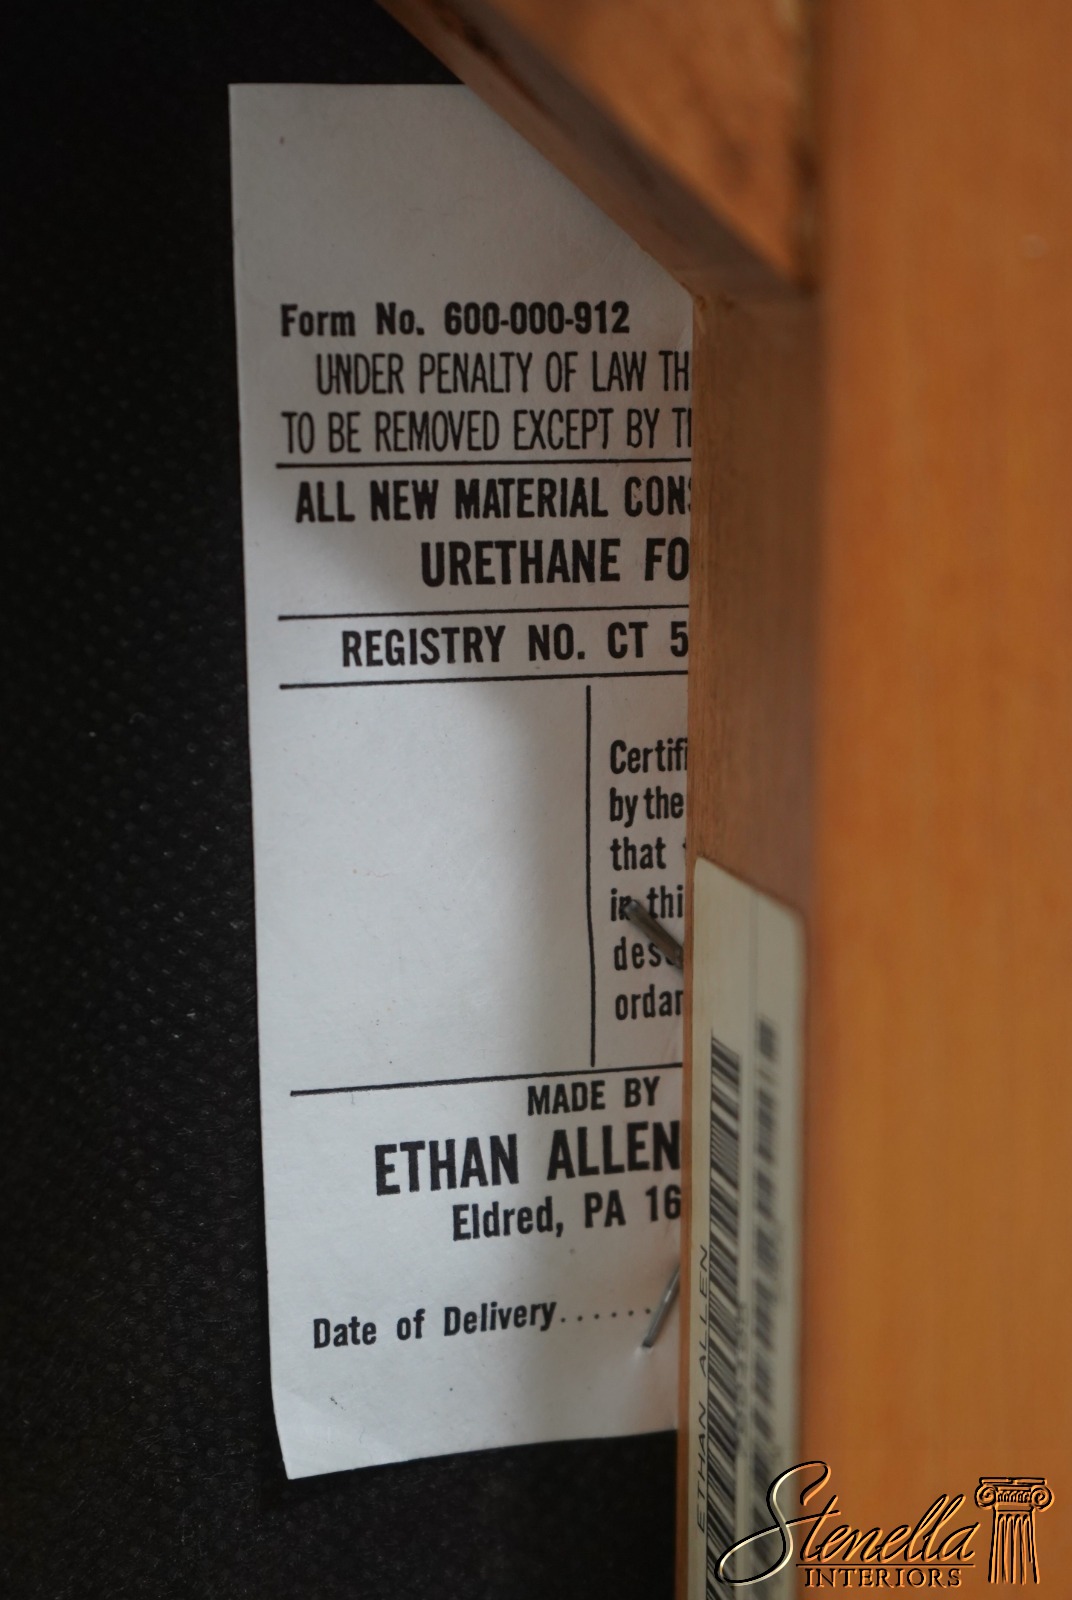 Form No. 600-000-912
UNDER PENALTY OF LAW TH
TO BE REMOVED EXCEPT BY T
ALL NEW MATERIAL CONS
URETHANE FO
REGISTRY NO. CT 5
Certifi
by the
that
in thi
des
ordan
MADE BY
ETHAN ALLEN
Eldred, PA 16
Date of Delivery......
ETHAN ALLEN
Stenella
INTERIORS